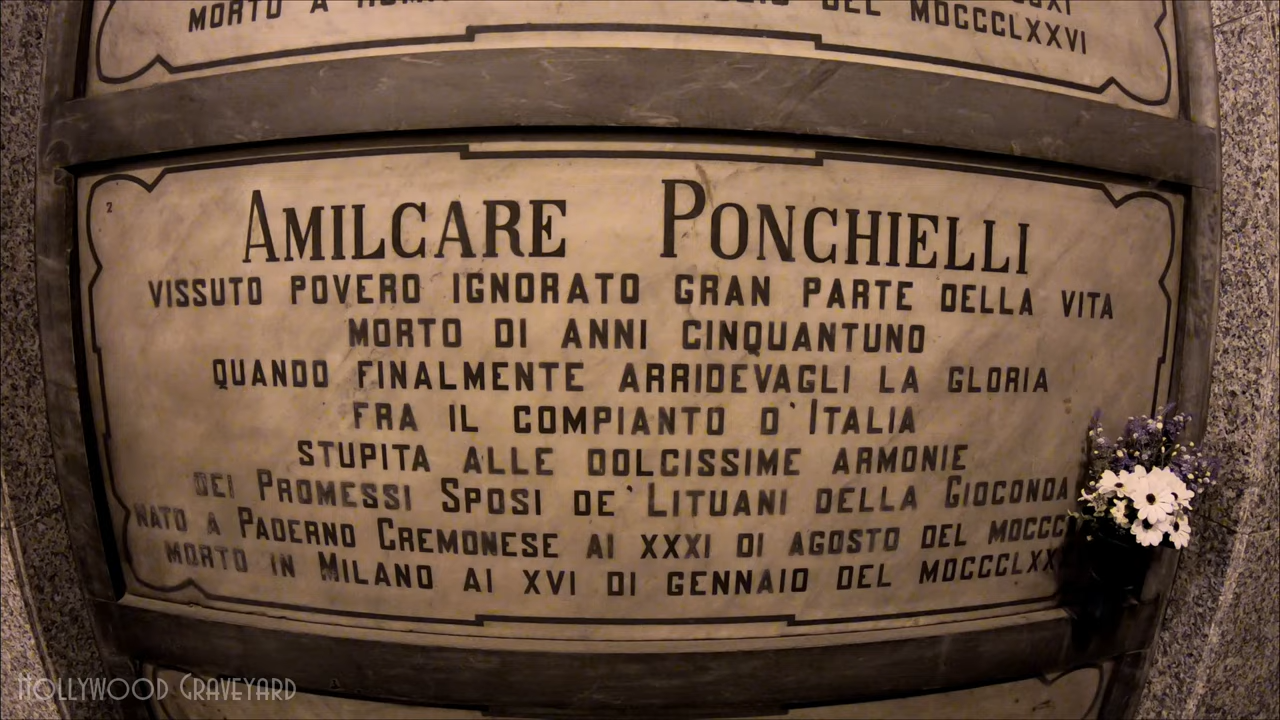 MORTO A
DEL MDCCCLXXVI
2
AMILCARE PONCHIELLI
VISSUTO POVERO IGNORATO GRAN PARTE DELLA VITA
MORTO DI ANNI CINQUANTUNO
QUANDO FINALMENTE ARRIDEVAGLI LA GLORIA
FRA IL COMPIANTO D'ITALIA
STUPITA ALLE DOLCISSIME ARMONIE
DEI PROMESSI SPOSI DE' LITUANI DELLA GIOCONDA
NATO A PADERNO CREMONESE AI XXXI DI AGOSTO DEL
MORTO IN MILANO AI XVI DI GENNAIO DEL
HOLLYWOOD GRAVEYARD